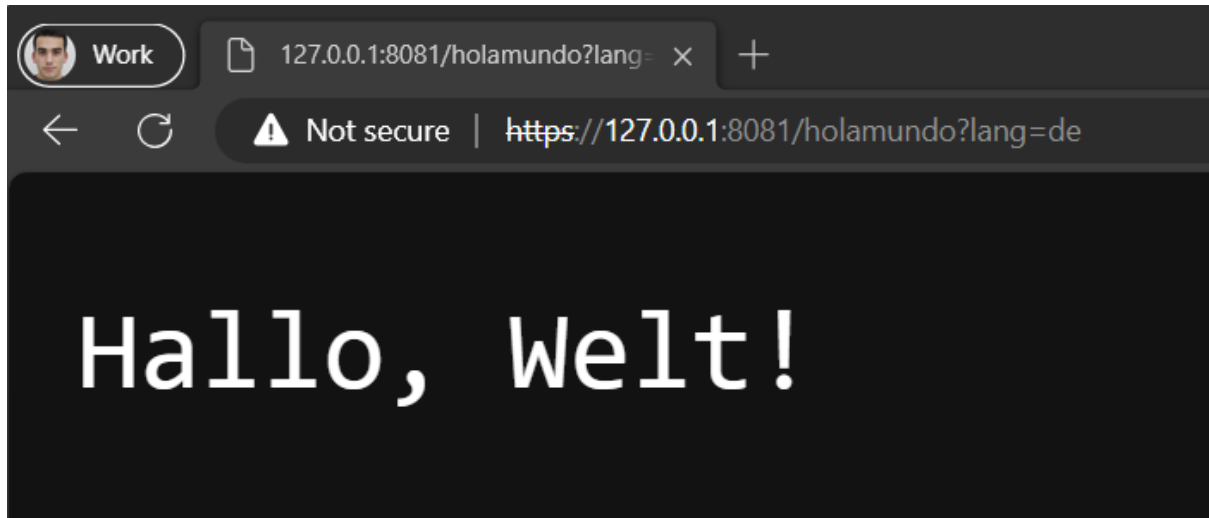 Work
127.0.0.1:8081/holamundo?lang=
Not secure | https://127.0.0.1:8081/holamundo?lang=de
Hallo, Welt!